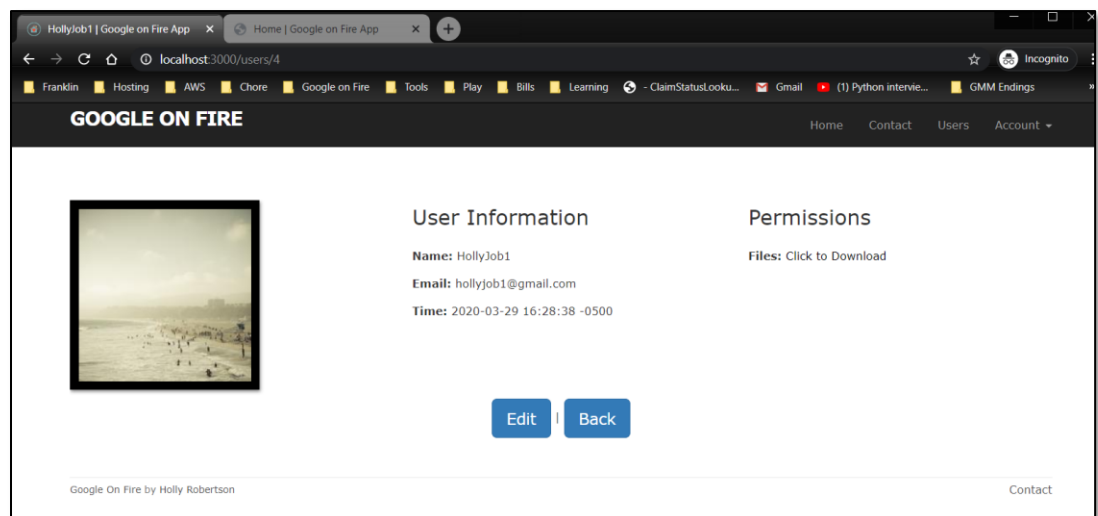 HollyJob1 | Google on Fire App
Home | Google on Fire App
localhost:3000/users/4
Incognito
Franklin Hosting AWS Chore Google on Fire Tools Play Bills Learning - ClaimStatusLooku... Gmail (1) Python intervie... GMM Endings »
GOOGLE ON FIRE
Home Contact Users Account
User Information
Name: HollyJob1
Email: hollyjob1@gmail.com
Time: 2020-03-29 16:28:38 -0500
Permissions
Files: Click to Download
Edit | Back
Google On Fire by Holly Robertson
Contact